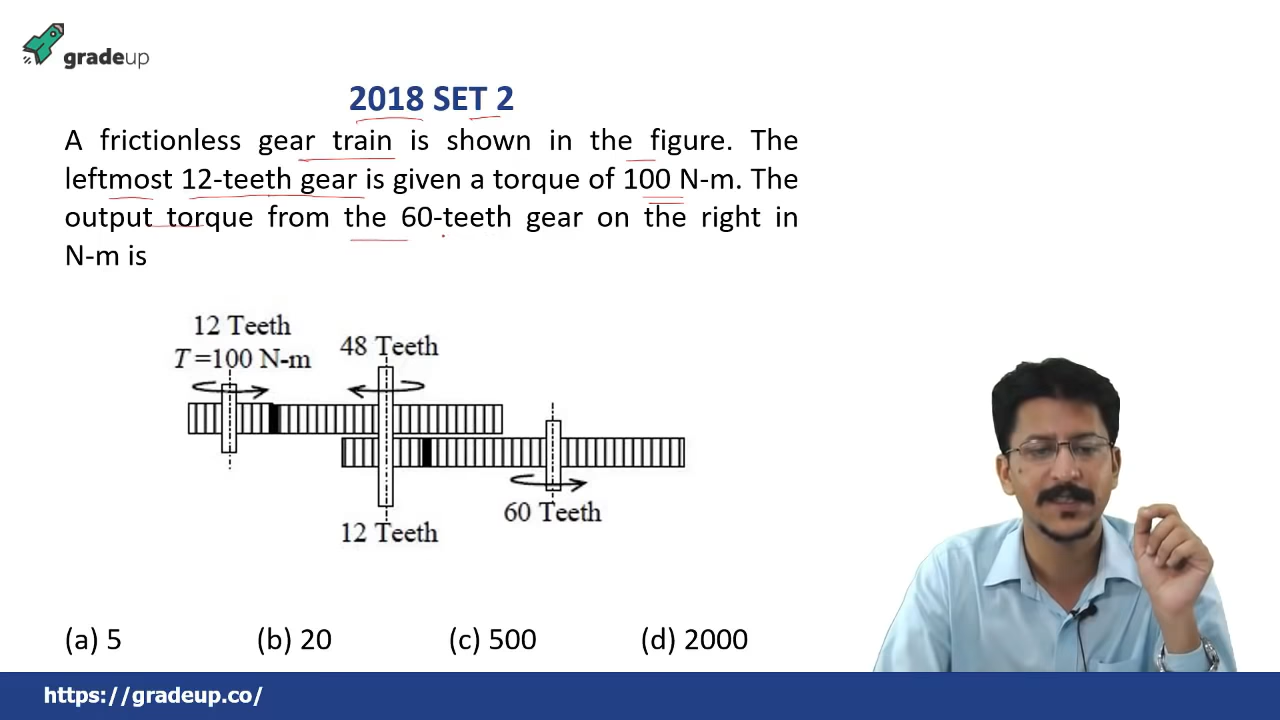 gradeup
2018 SET 2
A frictionless gear train is shown in the figure. The
leftmost 12-teeth gear is given a torque of 100 N-m. The
output torque from the 60-teeth gear on the right in
N-m is
12 Teeth
T =100 N-m
48 Teeth
60 Teeth
12 Teeth
(a) 5 (b) 20 (c) 500 (d) 2000
https://gradeup.co/